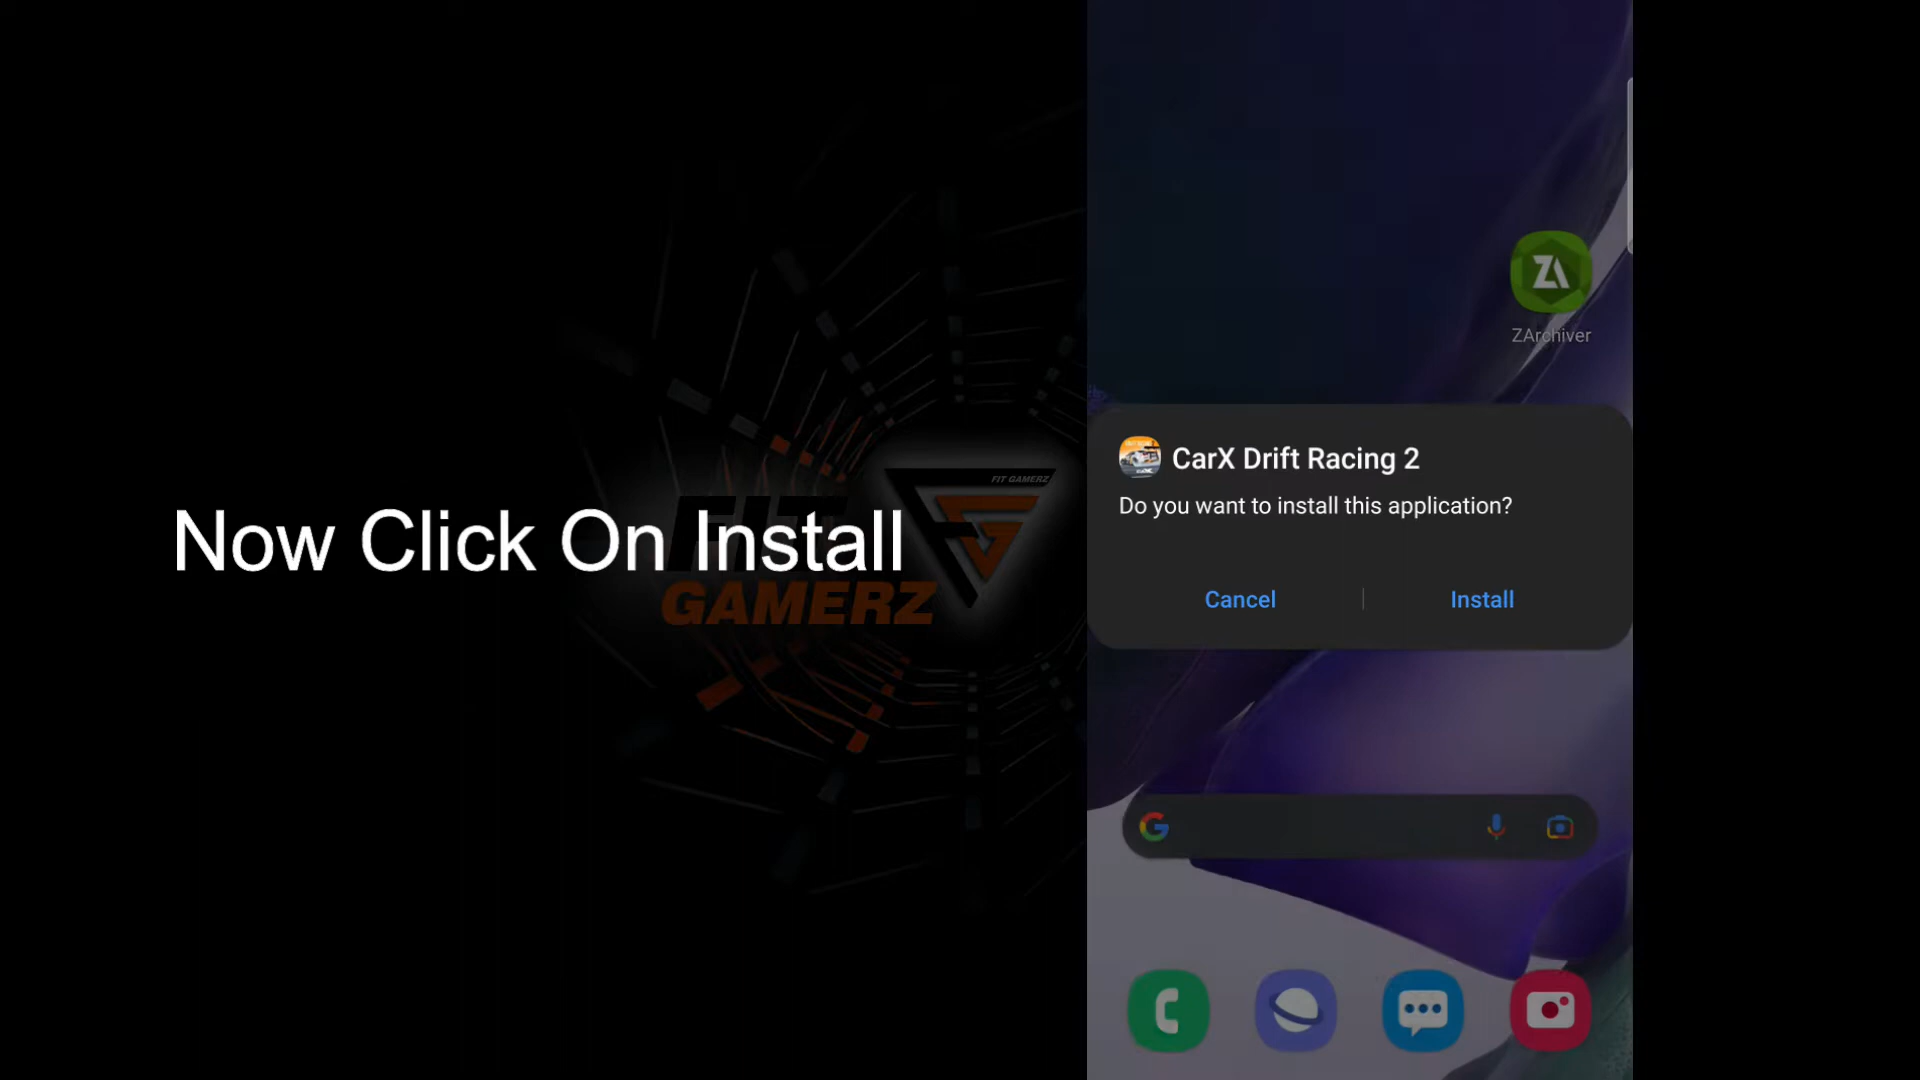 Now Click On Install
FIT GAMERZ
FIT
GAMERZ
ZArchiver
CarX Drift Racing 2
Do you want to install this application?
Cancel
Install